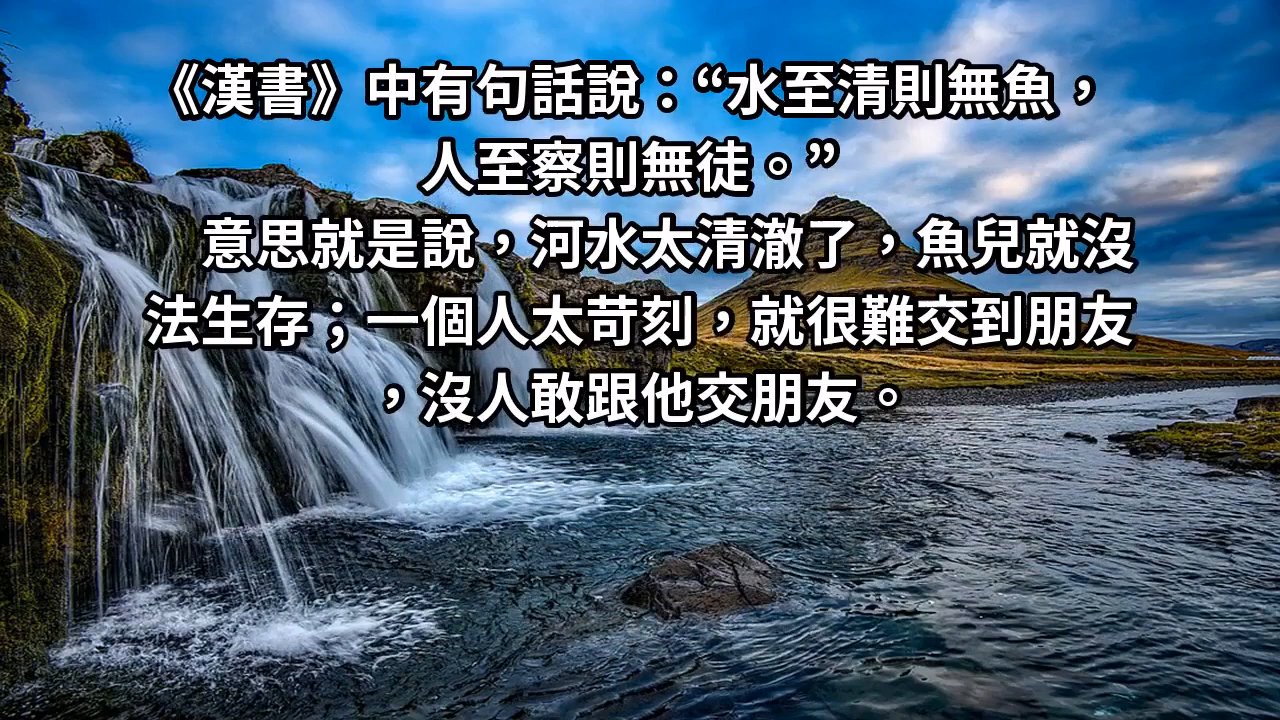 《漢書》中有句話說：“水至清則無魚，
人至察則無徒。”
意思就是說，河水太清澈了，魚兒就沒
法生存；一個人太苛刻，就很難交到朋友
，沒人敢跟他交朋友。